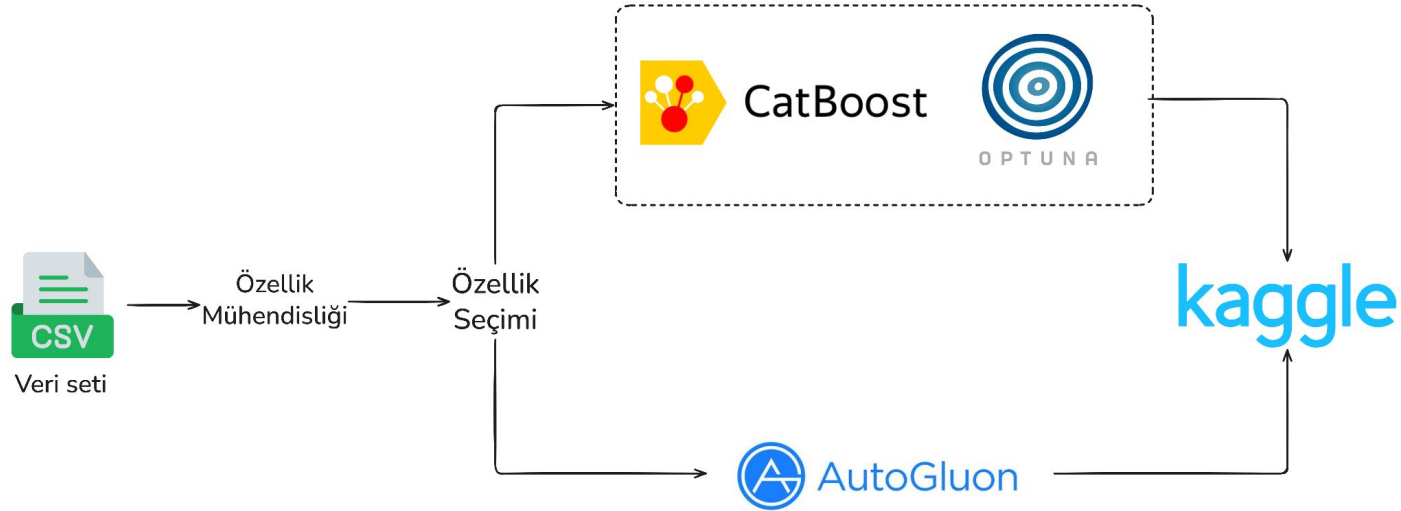 CatBoost
OPTUNA
CSV
Veri seti
Özellik
Mühendisliği
Özellik
Seçimi
kaggle
AutoGluon